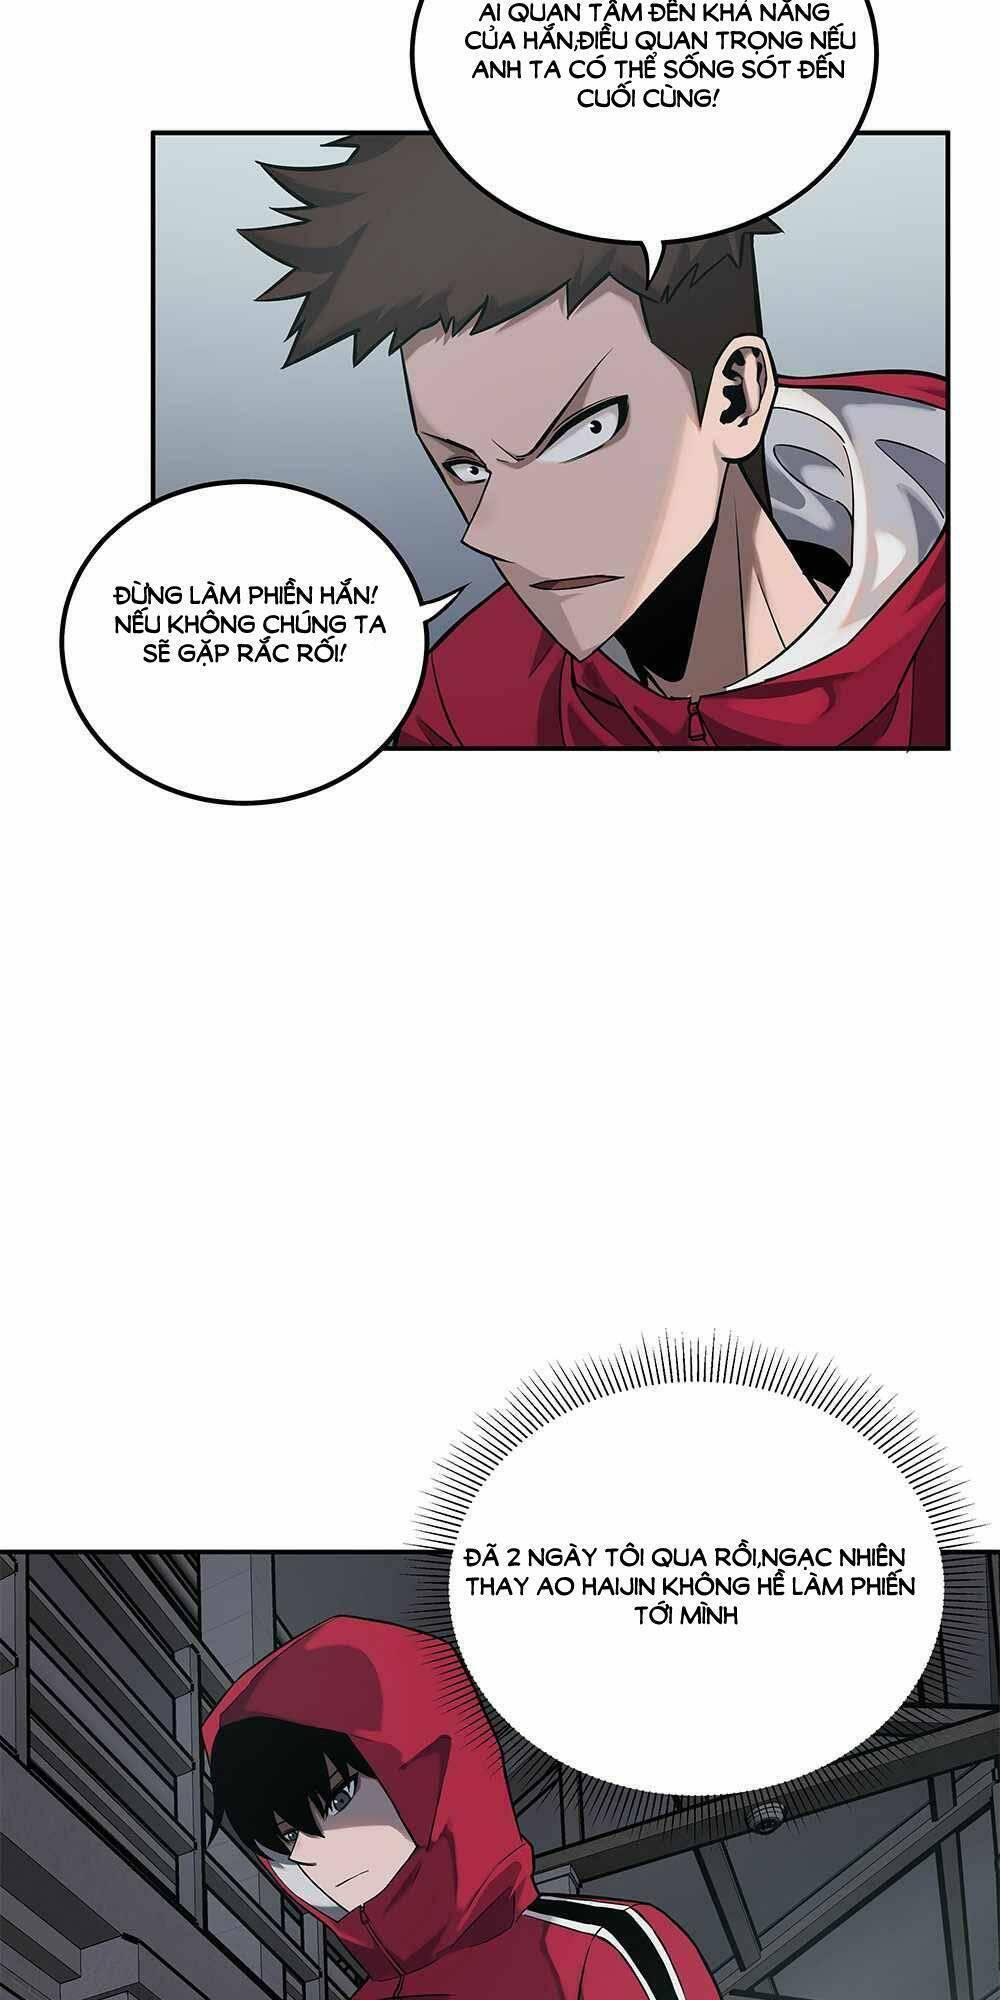 AI QUAN TÂM ĐẾN KHẢ NĂNG
CỦA HẮN,ĐIỀU QUAN TRỌNG NẾU
ANH TA CÓ THỂ SỐNG SÓT ĐẾN
CUỐI CÙNG!
ĐỪNG LÀM PHIỀN HẮN!
NẾU KHÔNG CHÚNG TA
SẼ GẶP RẮC RỐI!
ĐÃ 2 NGÀY TÔI QUA RỒI,NGẠC NHIÊN
THAY AO HAIJIN KHÔNG HỀ LÀM PHIẾN
TỚI MÌNH